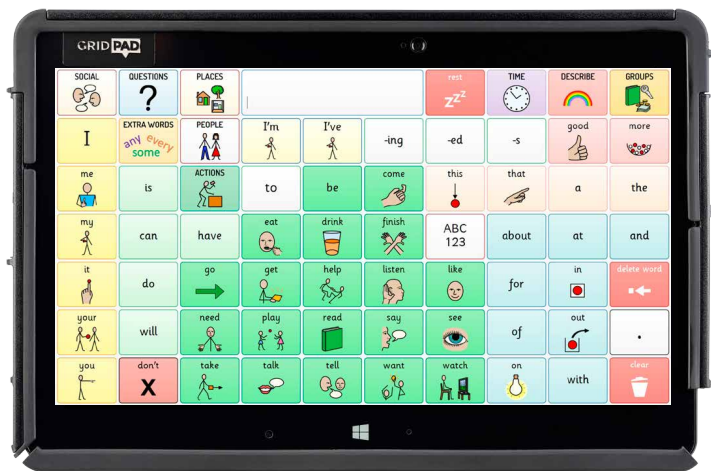 GRID PAD
SOCIAL QUESTIONS PLACES rest TIME DESCRIBE GROUPS
zzz
?
I EXTRA WORDS PEOPLE I'm I've -ing -ed -s good more
any every
some
me is ACTIONS to be come this that a the
my can have eat drink finish ABC about at and
123
it do go get help listen like for in delete word
your will need play read say see of out .
you don't take talk tell want watch on with clear
X